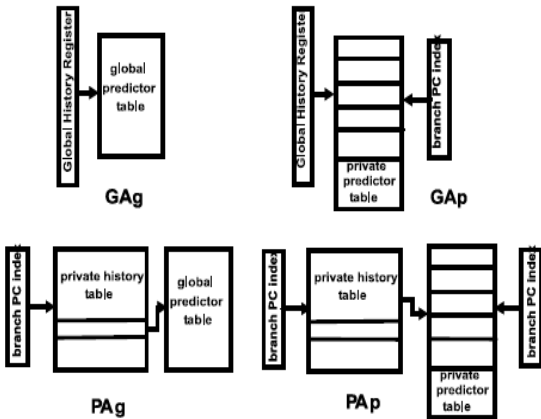 Global History Register
global
predictor
table
GAg
Global History Registe
private
predictor
table
branch PC index
GAp
branch PC index
private history
table
global
predictor
table
PAg
branch PC index
private history
table
private
predictor
table
branch PC index
PAp